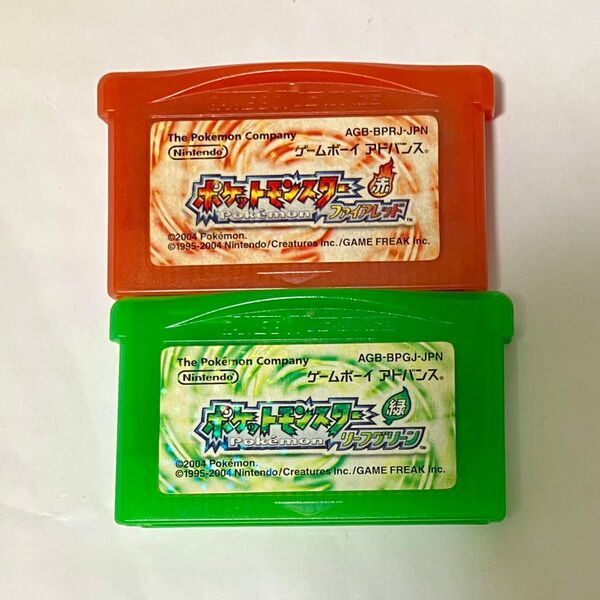 GAME BOY ADVANCE
The Pokemon Company
AGB-BPRJ-JPN
Nintendo
ゲームボーイ アドバンス®
ポケットモンスター
赤
Pokémon
ファイアレッド™
©2004 Pokémon.
©1995-2004 Nintendo/Creatures Inc./GAME FREAK Inc.
GAME BOY ADVANCE
The Pokémon Company
AGB-BPGJ-JPN
Nintendo
ゲームボーイ アドバンス®
ポケットモンスター
緑
Pokémon
リーフグリーン™
©2004 Pokémon.
©1995-2004 Nintendo/Creatures Inc./GAME FREAK Inc.